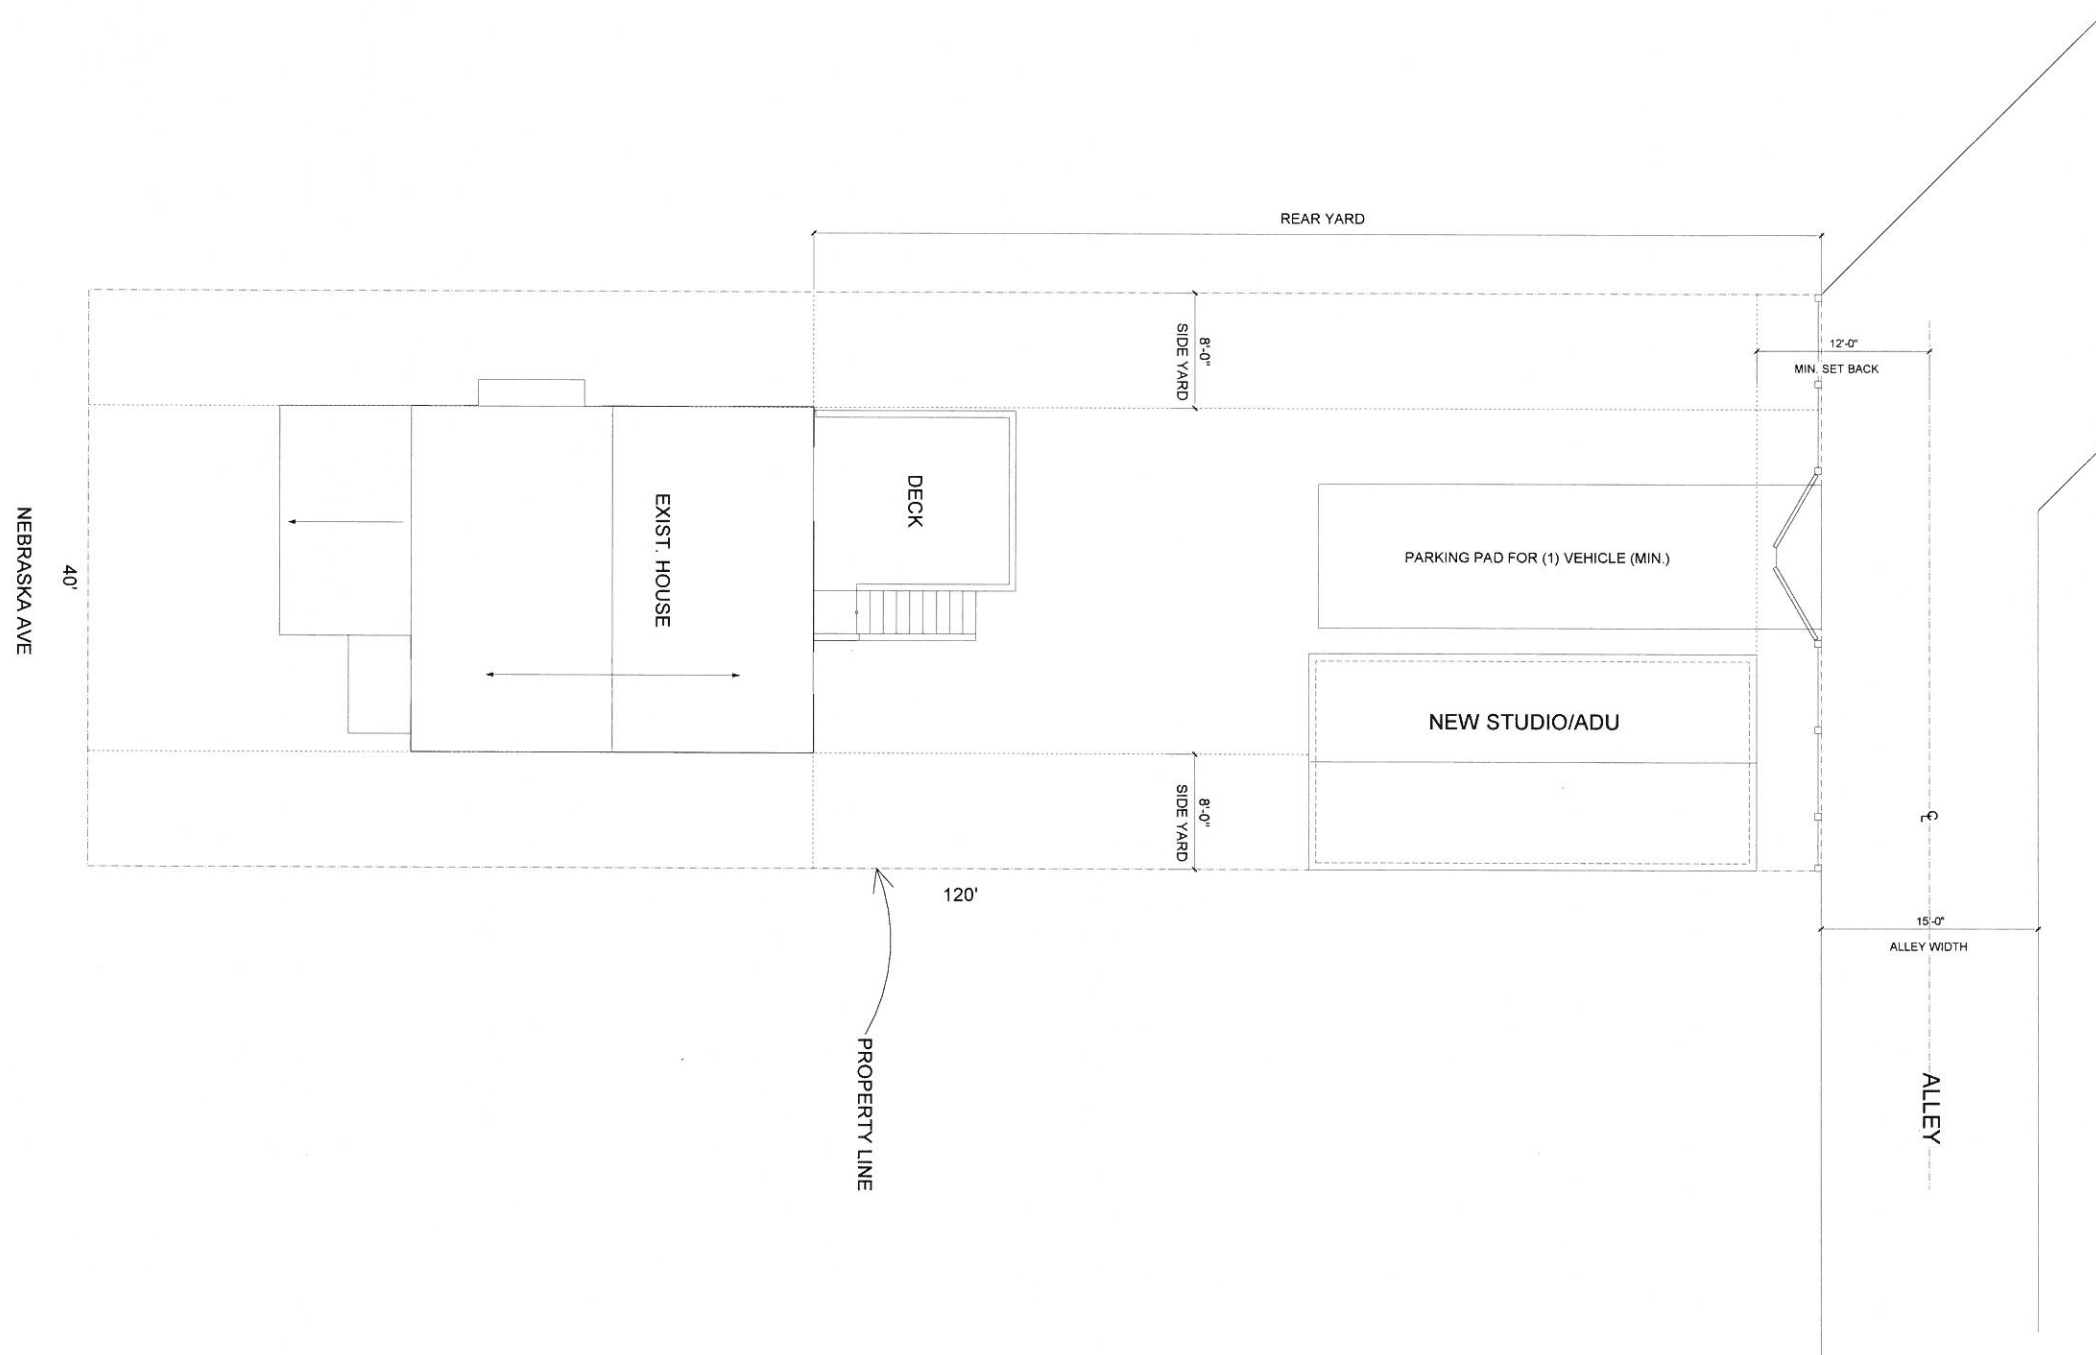 REAR YARD
8'-0"
SIDE YARD
12'-0"
MIN. SET BACK
DECK
EXIST. HOUSE
NEBRASKA AVE
40'
PARKING PAD FOR (1) VEHICLE (MIN.)
NEW STUDIO/ADU
8'-0"
SIDE YARD
CL
120'
15'-0"
ALLEY WIDTH
PROPERTY LINE
ALLEY